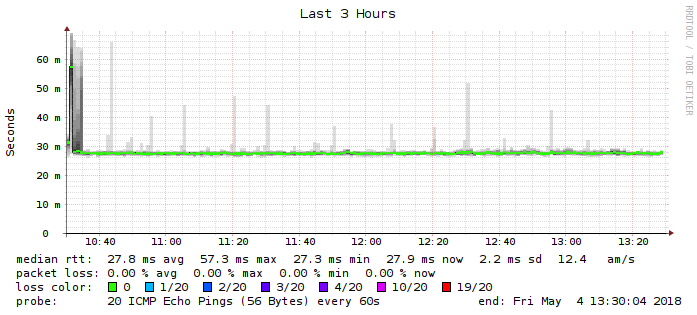 Last 3 Hours
RRDTOOL / TOBI OETIKER
Seconds
60 m
50 m
40 m
30 m
20 m
10 m
0
10:40 11:00 11:20 11:40 12:00 12:20 12:40 13:00 13:20
median rtt: 27.8 ms avg 57.3 ms max 27.3 ms min 27.9 ms now 2.2 ms sd 12.4 am/s
packet loss: 0.00 % avg 0.00 % max 0.00 % min 0.00 % now
loss color: 0 1/20 2/20 3/20 4/20 10/20 19/20
probe: 20 ICMP Echo Pings (56 Bytes) every 60s end: Fri May 4 13:30:04 2018